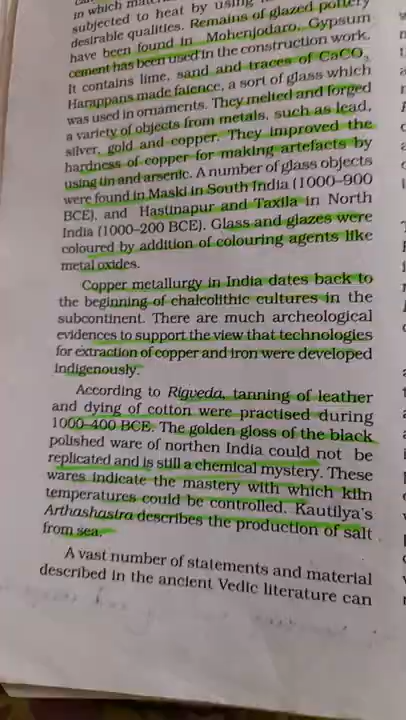 in which
subjected to heat by using
desirable qualities. Remains of glazed pottery
have been found in Mohenjodaro. Gypsum
cement has been used in the construction work.
It contains lime, sand and traces of CaCO₃.
Harappans made faience, a sort of glass which
was used in ornaments. They melted and forged
a variety of objects from metals, such as lead,
silver, gold and copper. They improved the
hardness of copper for making artefacts by
using tin and arsenic. A number of glass objects
were found in Maski in South India (1000–900
BCE), and Hastinapur and Taxila in North
India (1000–200 BCE). Glass and glazes were
coloured by addition of colouring agents like
metal oxides.
Copper metallurgy in India dates back to
the beginning of chalcolithic cultures in the
subcontinent. There are much archeological
evidences to support the view that technologies
for extraction of copper and iron were developed
indigenously.
According to Rigveda, tanning of leather
and dying of cotton were practised during
1000–400 BCE. The golden gloss of the black
polished ware of northen India could not be
replicated and is still a chemical mystery. These
wares indicate the mastery with which kiln
temperatures could be controlled. Kautilya's
Arthashastra describes the production of salt
from sea.
A vast number of statements and material
described in the ancient Vedic literature can